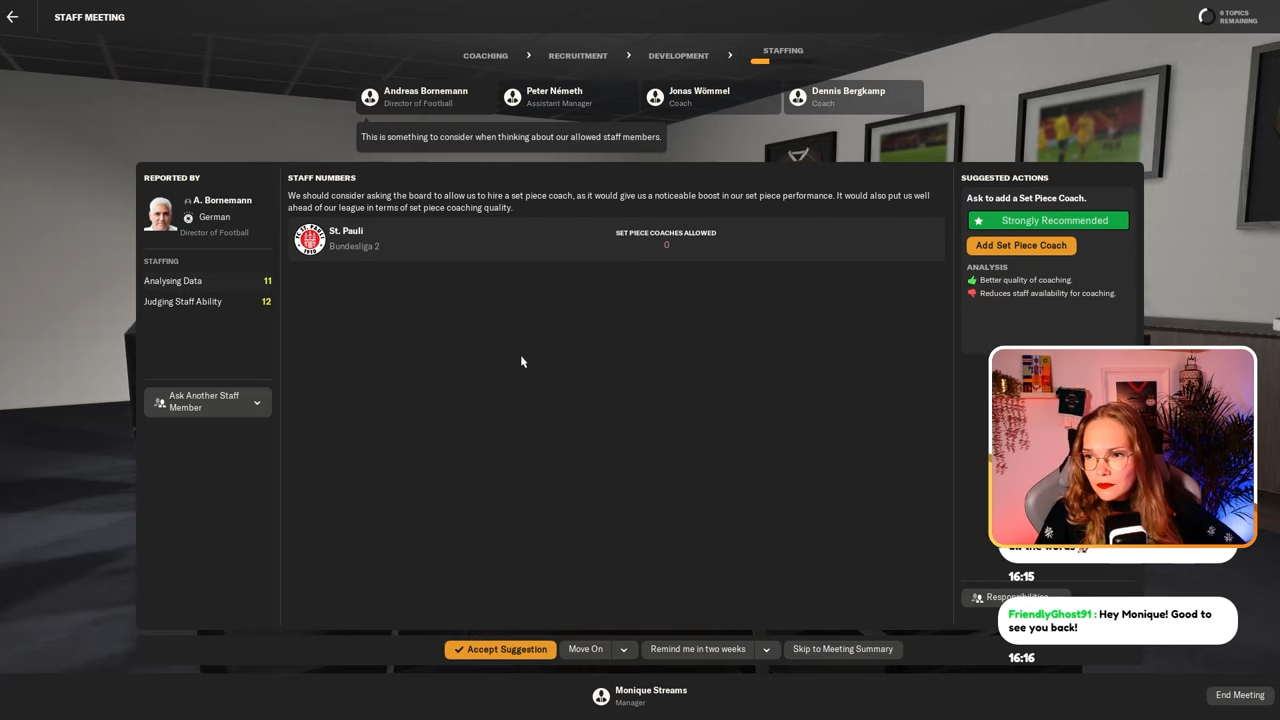 STAFF MEETING
6 TOPICS
REMAINING
COACHING
RECRUITMENT
DEVELOPMENT
STAFFING
Andreas Bornemann
Director of Football
Peter Németh
Assistant Manager
Jonas Wömmel
Coach
Dennis Bergkamp
Coach
This is something to consider when thinking about our allowed staff members.
REPORTED BY
A. Bornemann
German
Director of Football
STAFFING
Analysing Data 11
Judging Staff Ability 12
Ask Another Staff
Member
STAFF NUMBERS
We should consider asking the board to allow us to hire a set piece coach, as it would give us a noticeable boost in our set piece performance. It would also put us well
ahead of our league in terms of set piece coaching quality.
St. Pauli
Bundesliga 2
SET PIECE COACHES ALLOWED
0
SUGGESTED ACTIONS
Ask to add a Set Piece Coach.
Strongly Recommended
Add Set Piece Coach
ANALYSIS
Better quality of coaching.
Reduces staff availability for coaching.
all the words
16:15
FriendlyGhost91 : Hey Monique! Good to
see you back!
16:16
Accept Suggestion
Move On
Remind me in two weeks
Skip to Meeting Summary
Monique Streams
Manager
End Meeting